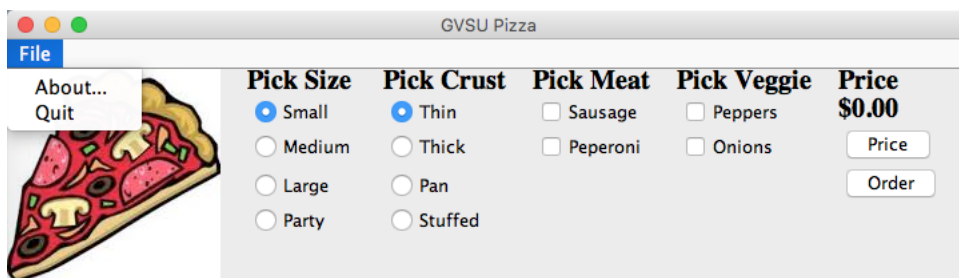 GVSU Pizza
File
About...
Quit
Pick Size
Small
Medium
Large
Party
Pick Crust
Thin
Thick
Pan
Stuffed
Pick Meat
Sausage
Peperoni
Pick Veggie
Peppers
Onions
Price
$0.00
Price
Order